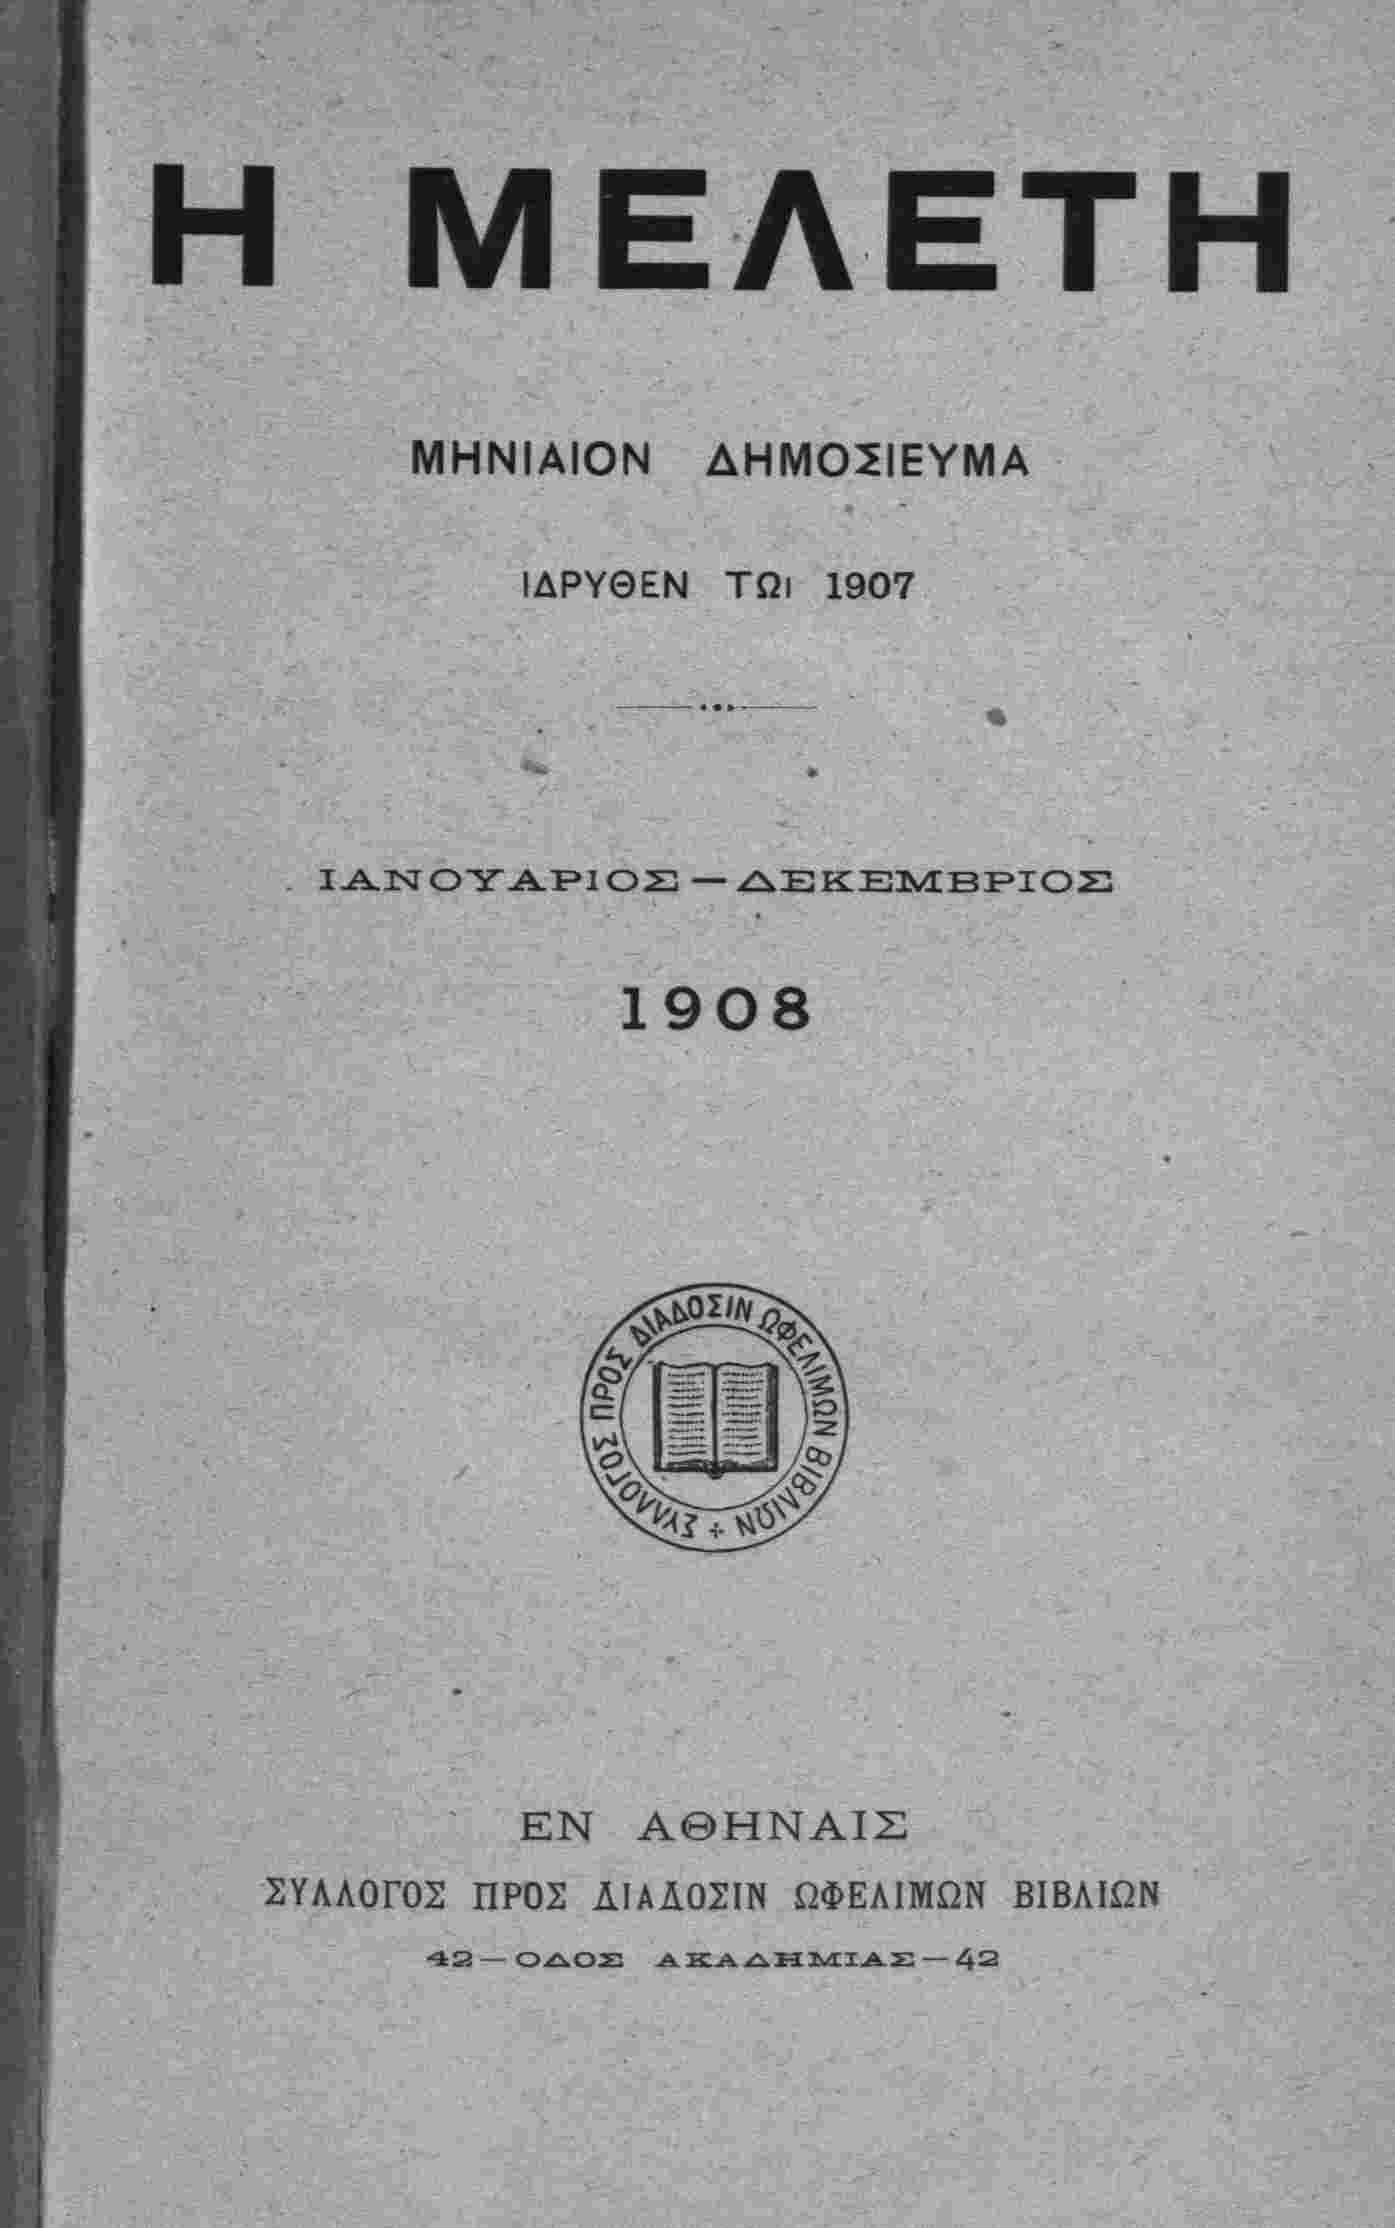 Η ΜΕΛΕΤΗ
ΜΗΝΙΑΙΟΝ ΔΗΜΟΣΙΕΥΜΑ
ΙΔΡΥΘΕΝ ΤΩι 1907
ΙΑΝΟΥΑΡΙΟΣ — ΔΕΚΕΜΒΡΙΟΣ
1908
ΣΥΛΛΟΓΟΣ ΠΡΟΣ ΔΙΑΔΟΣΙΝ ΩΦΕΛΙΜΩΝ ΒΙΒΛΙΩΝ
ΕΝ ΑΘΗΝΑΙΣ
ΣΥΛΛΟΓΟΣ ΠΡΟΣ ΔΙΑΔΟΣΙΝ ΩΦΕΛΙΜΩΝ ΒΙΒΛΙΩΝ
42 — ΟΔΟΣ ΑΚΑΔΗΜΙΑΣ — 42